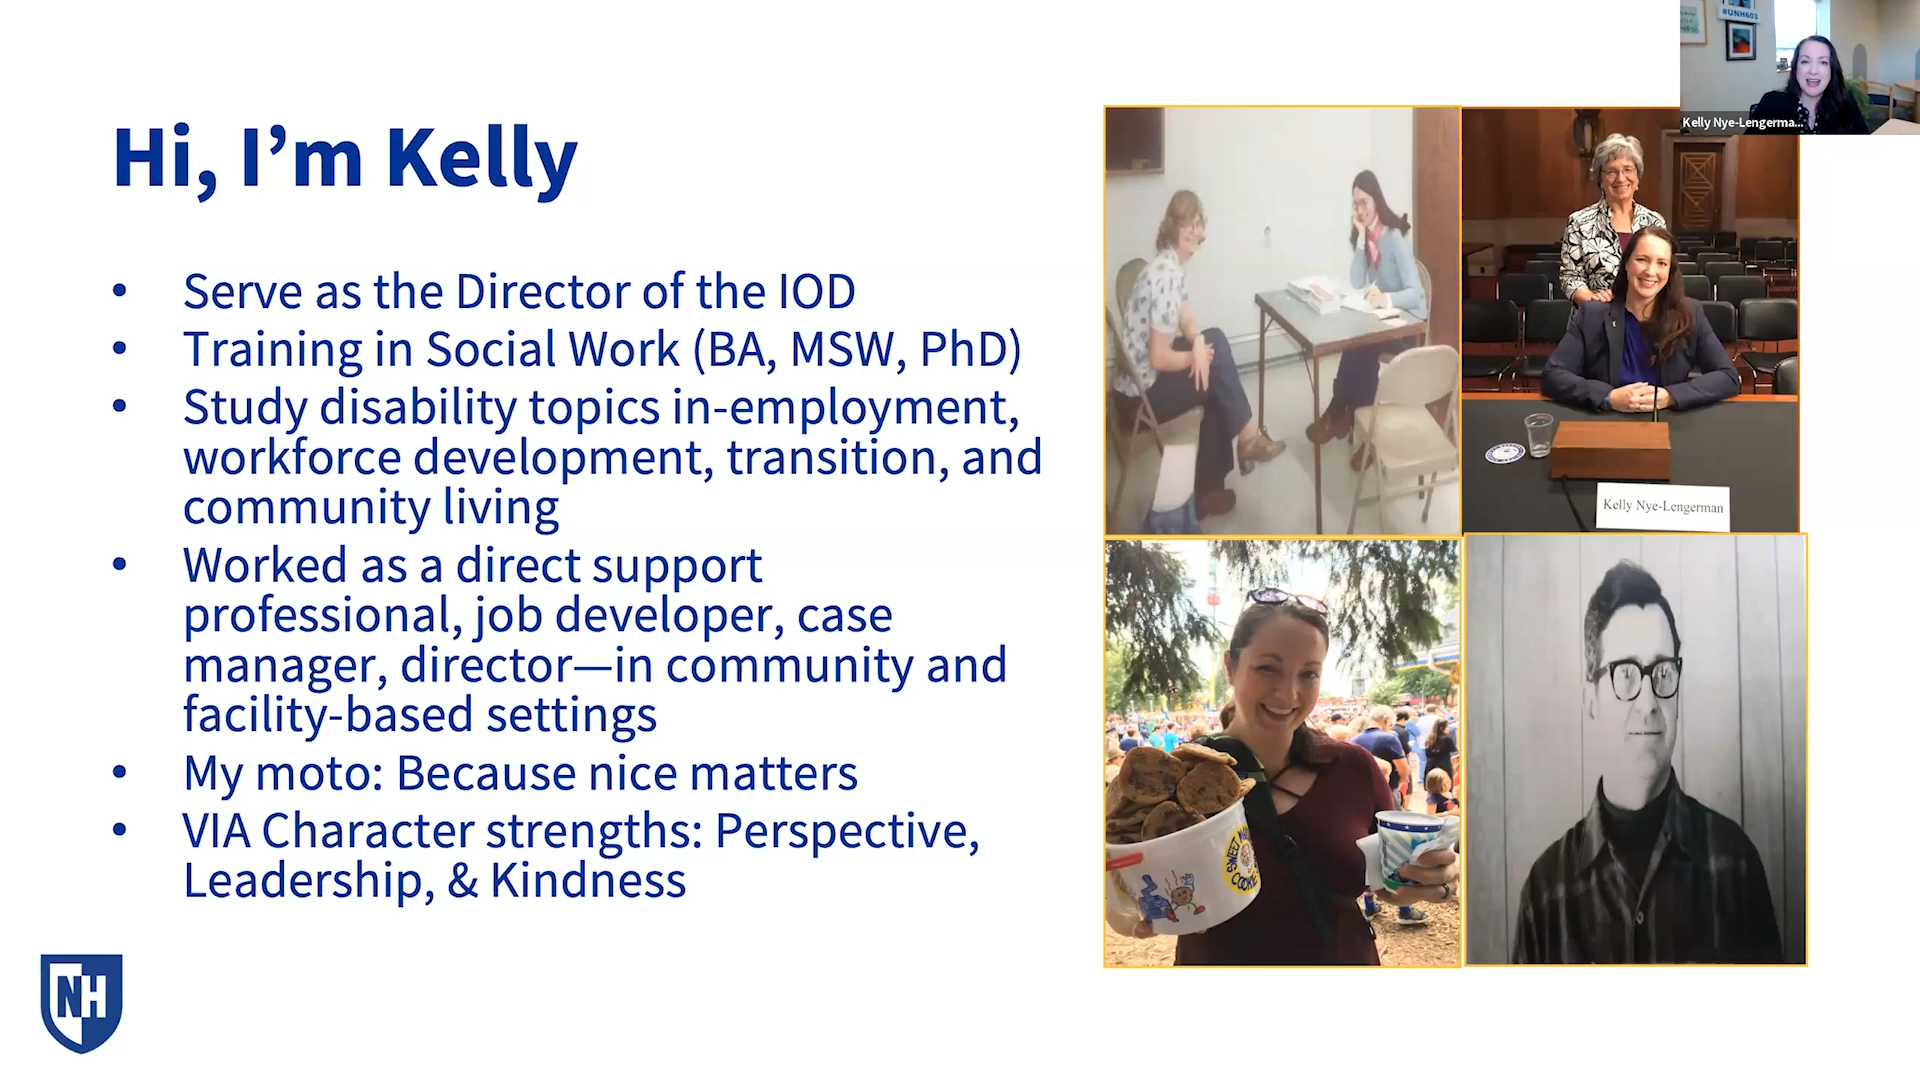 #UNH603
Kelly Nye-Lengerma...
Hi, I’m Kelly
• Serve as the Director of the IOD
• Training in Social Work (BA, MSW, PhD)
• Study disability topics in-employment,
workforce development, transition, and
community living
• Worked as a direct support
professional, job developer, case
manager, director—in community and
facility-based settings
• My moto: Because nice matters
• VIA Character strengths: Perspective,
Leadership, & Kindness
Kelly Nye-Lengerman
SWEET
COOKIE
NH